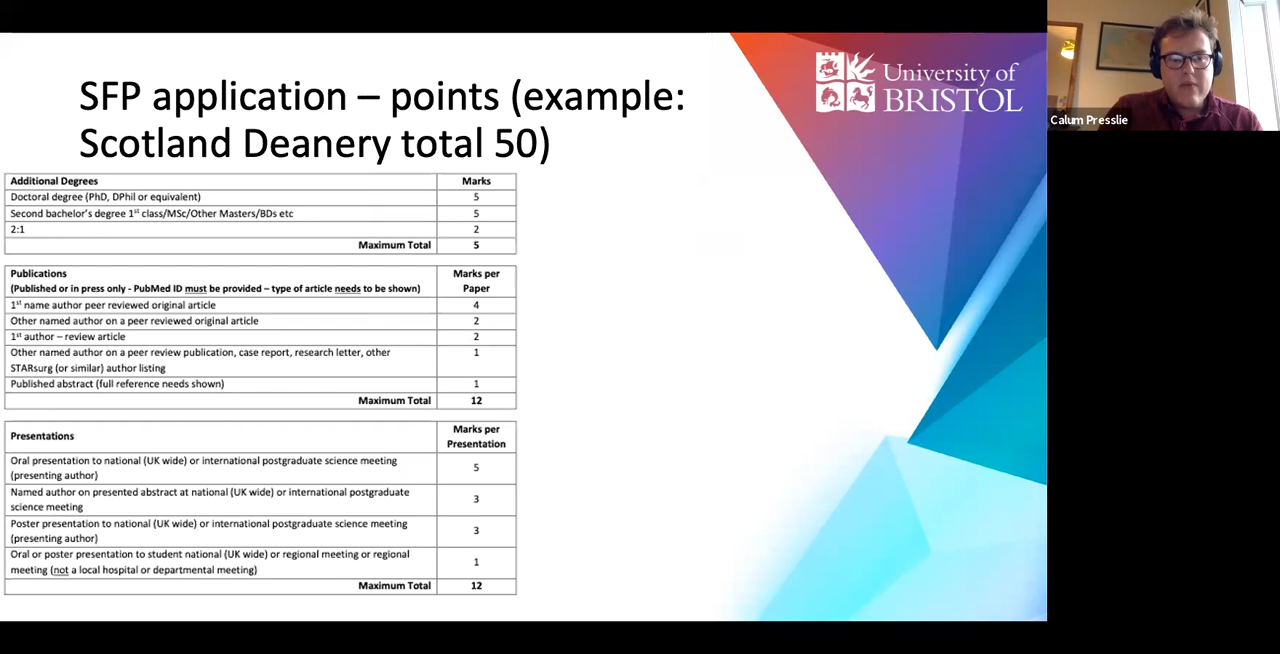 SFP application – points (example:
Scotland Deanery total 50)
University of
BRISTOL
Calum Presslie
Additional Degrees Marks
Doctoral degree (PhD, DPhil or equivalent) 5
Second bachelor's degree 1st class/MSc/Other Masters/BDs etc 5
2:1 2
Maximum Total 5
Publications Marks per
(Published or in press only - PubMed ID must be provided – type of article needs to be shown) Paper
1st name author peer reviewed original article 4
Other named author on a peer reviewed original article 2
1st author – review article 2
Other named author on a peer review publication, case report, research letter, other 1
STARsurg (or similar) author listing
Published abstract (full reference needs shown) 1
Maximum Total 12
Presentations Marks per
Presentation
Oral presentation to national (UK wide) or international postgraduate science meeting 5
(presenting author)
Named author on presented abstract at national (UK wide) or international postgraduate 3
science meeting
Poster presentation to national (UK wide) or international postgraduate science meeting 3
(presenting author)
Oral or poster presentation to student national (UK wide) or regional meeting or regional 1
meeting (not a local hospital or departmental meeting)
Maximum Total 12